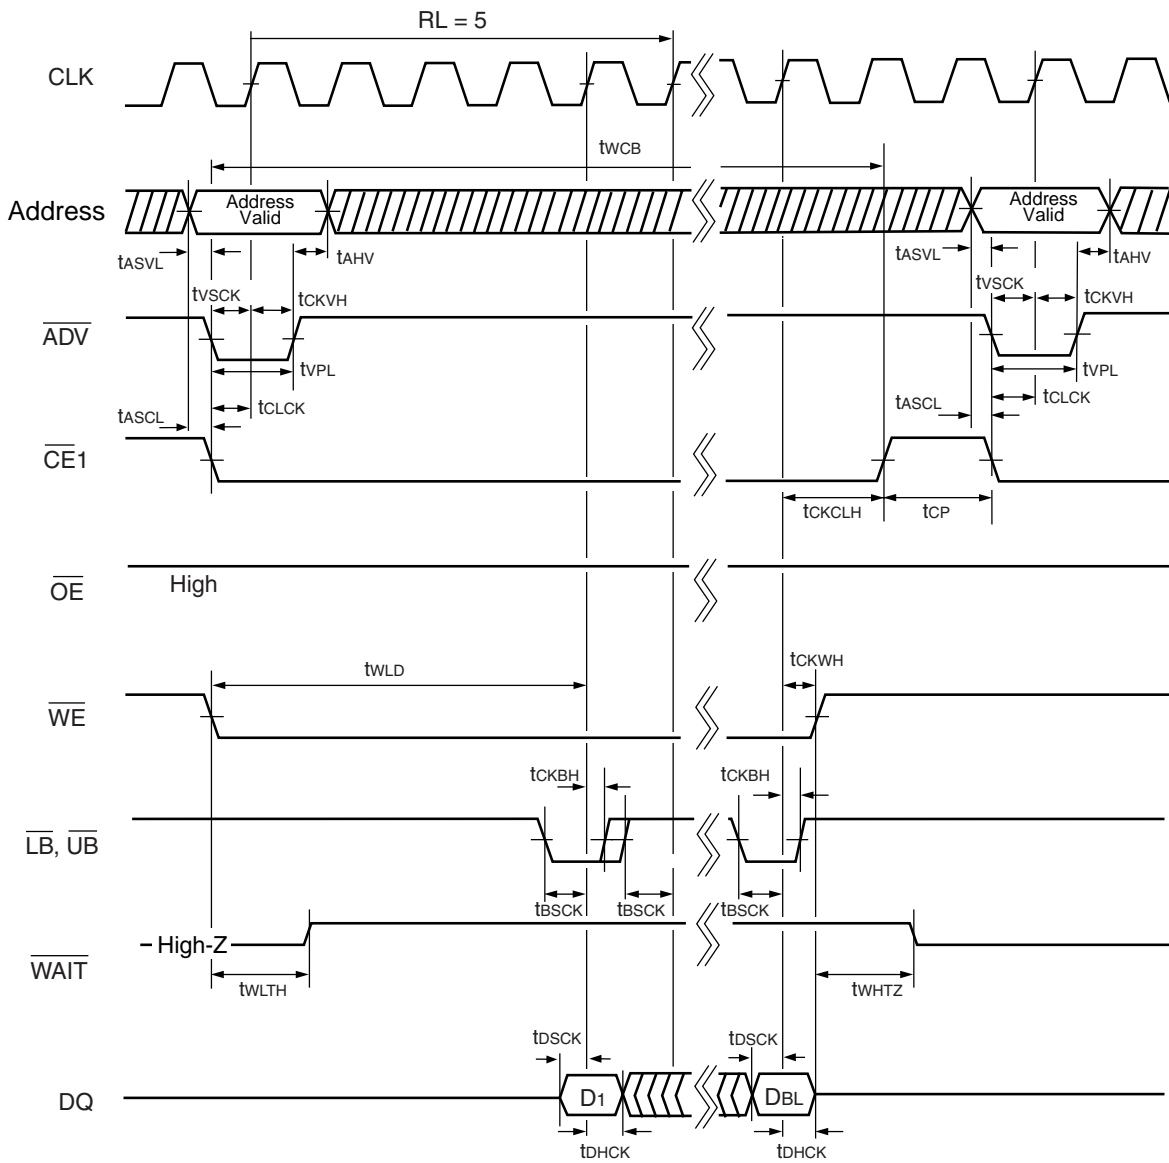 RL = 5
CLK
tWCB
Address
Address Valid
Address Valid
tASVL
tAHV
tASVL
tAHV
tVSCK
tCKVH
tVSCK
tCKVH
ADV
tVPL
tVPL
tASCL
tCLCK
tASCL
tCLCK
CE1
tCKCLH
tCP
OE
High
tWLD
tCKWH
WE
tCKBH
tCKBH
LB, UB
tBSCK
tBSCK
tBSCK
High-Z
WAIT
tWLTH
tWHTZ
tDSCK
tDSCK
DQ
D1
DBL
tDHCK
tDHCK